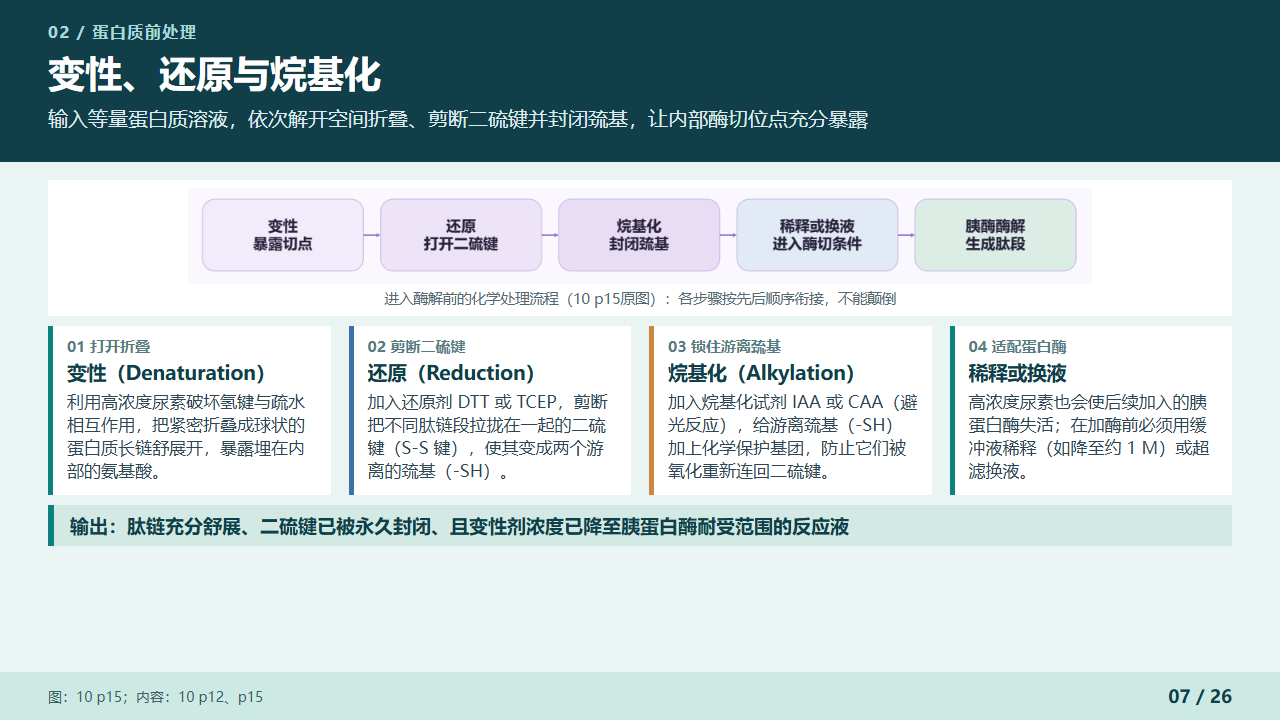 02 / 蛋白质前处理
变性、还原与烷基化
输入等量蛋白质溶液，依次解开空间折叠、剪断二硫键并封闭巯基，让内部酶切位点充分暴露
变性
暴露切点
还原
打开二硫键
烷基化
封闭巯基
稀释或换液
进入酶切条件
胰酶酶解
生成肽段
进入酶解前的化学处理流程（10 p15原图）：各步骤按先后顺序衔接，不能颠倒
01 打开折叠
变性（Denaturation）
利用高浓度尿素破坏氢键与疏水
相互作用，把紧密折叠成球状的
蛋白质长链舒展开，暴露埋在内
部的氨基酸。
02 剪断二硫键
还原（Reduction）
加入还原剂 DTT 或 TCEP，剪断
把不同肽链段拉拢在一起的二硫
键（S-S 键），使其变成两个游
离的巯基（-SH）。
03 锁住游离巯基
烷基化（Alkylation）
加入烷基化试剂 IAA 或 CAA（避
光反应），给游离巯基（-SH）
加上化学保护基团，防止它们被
氧化重新连回二硫键。
04 适配蛋白酶
稀释或换液
高浓度尿素也会使后续加入的胰
蛋白酶失活；在加酶前必须用缓
冲液稀释（如降至约 1 M）或超
滤换液。
输出：肽链充分舒展、二硫键已被永久封闭、且变性剂浓度已降至胰蛋白酶耐受范围的反应液
图：10 p15；内容：10 p12、p15
07 / 26